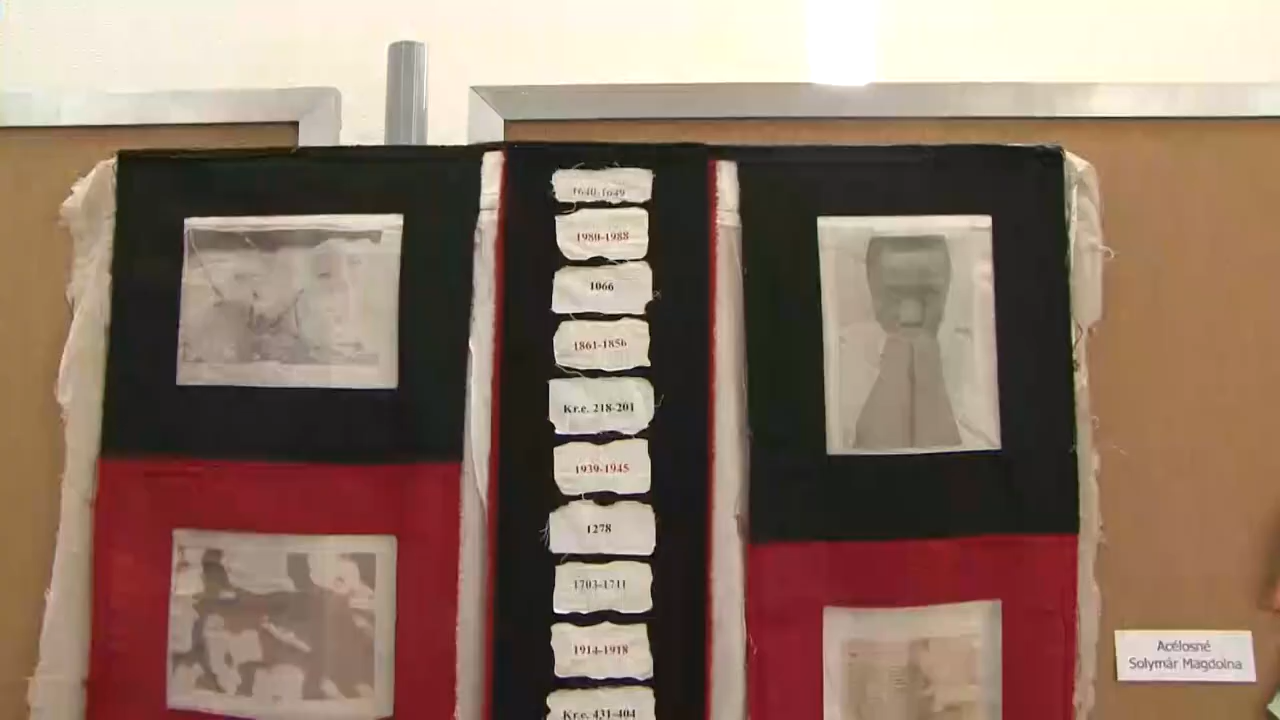 1640-1649
1980-1988
1066
1861-1856
Kr.e. 218-201
1939-1945
1278
1703-1711
1914-1918
Kr.e. 431-404
Acélosné
Solymár Magdolna